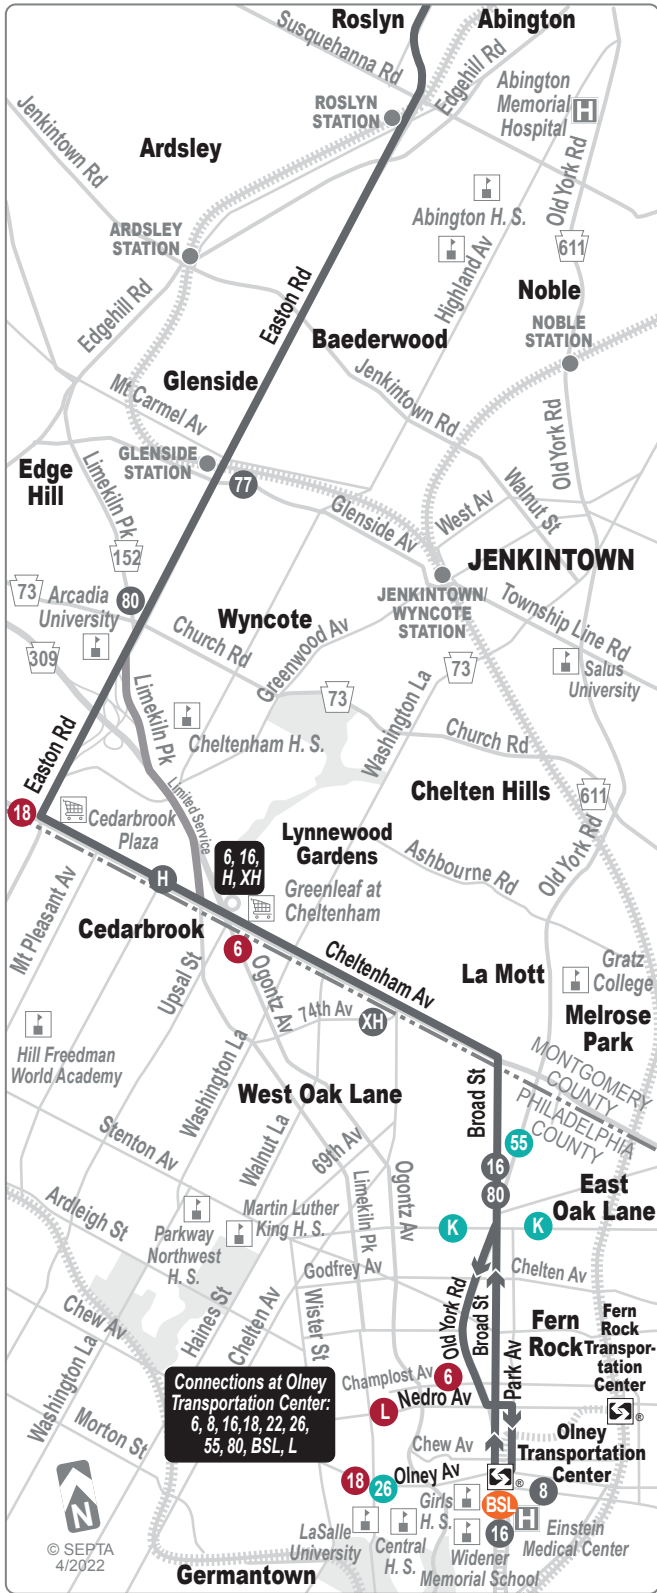 Roslyn
Abington
Susquehanna Rd
Edgehill Rd
ROSLYN
STATION
Abington
Memorial
Hospital
H
Jenkintown Rd
Ardsley
Old York Rd
Abington H. S.
ARDSLEY
STATION
611
Highland Av
Easton Rd
Edgehill Rd
Noble
NOBLE
STATION
Baederwood
Glenside
Jenkintown Rd
Mt Carmel Av
Old York Rd
GLENSIDE
STATION
Edge
Hill
Limekiln Pk
77
Walnut St
West Av
Glenside Av
152
JENKINTOWN
73
Arcadia
University
80
JENKINTOWN/
WYNCOTE
STATION
Township Line Rd
Wyncote
Church Rd
Greenwood Av
309
73
Salus
University
73
Limekiln Pk
Washington La
Cheltenham H. S.
Church Rd
Easton Rd
Limited Service
Chelten Hills
611
18
Cedarbrook
Plaza
Lynnewood
Gardens
Ashbourne Rd
Old York Rd
6, 16,
H, XH
H
Greenleaf at
Cheltenham
Mt Pleasant Av
Cedarbrook
6
Cheltenham Av
Upsal St
Ogontz Av
La Mott
Gratz
College
74th Av
XH
Melrose
Park
Hill Freedman
World Academy
Washington La
MONTGOMERY
COUNTY
PHILADELPHIA
COUNTY
West Oak Lane
Broad St
Walnut La
Stenton Av
69th Av
55
16
80
Limekiln Pk
Ogontz Av
East
Oak Lane
Ardleigh St
Martin Luther
King H. S.
Parkway
Northwest
H. S.
K
K
Godfrey Av
Chelten Av
Chew Av
Haines St
Chelten Av
Wister St
Old York Rd
Broad St
Park Av
Fern
Rock
Fern
Rock
Transpor-
tation
Center
Washington La
Connections at Olney
Transportation Center:
6, 8, 16,18, 22, 26,
55, 80, BSL, L
Champlost Av
6
L
Nedro Av
®
Morton St
Chew Av
Olney
Transportation
Center
18
26
Olney Av
®
8
Girls
H. S.
BSL
H
N
16
Einstein
Medical Center
© SEPTA
4/2022
LaSalle
University
Central
H. S.
Widener
Memorial School
Germantown